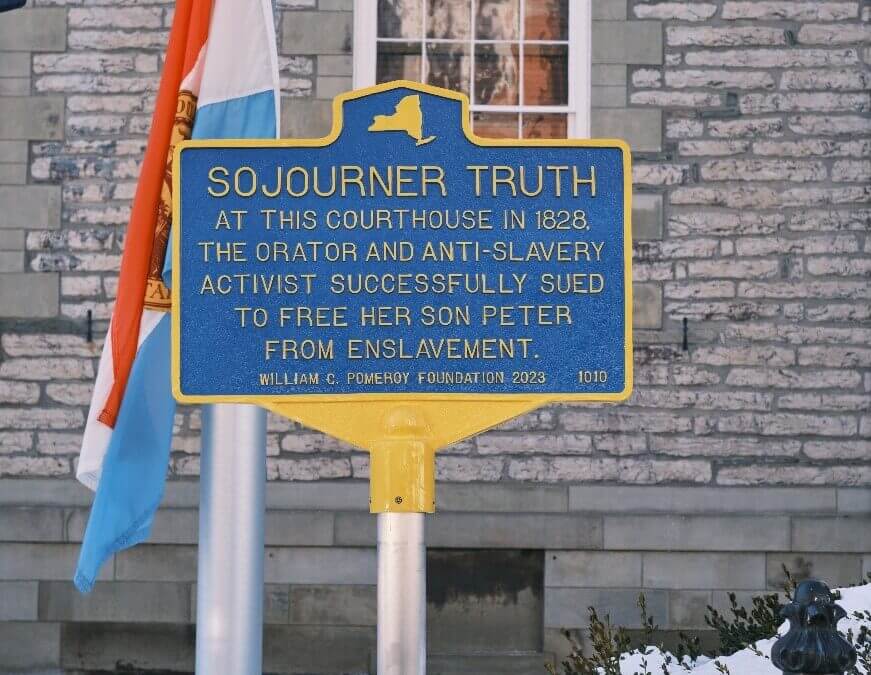 SOJOURNER TRUTH
AT THIS COURTHOUSE IN 1828,
THE ORATOR AND ANTI-SLAVERY
ACTIVIST SUCCESSFULLY SUED
TO FREE HER SON PETER
FROM ENSLAVEMENT.
WILLIAM C. POMEROY FOUNDATION 2023 1010